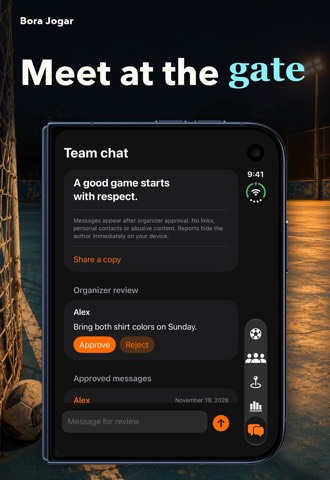 Bora Jogar
Meet at the gate
Team chat
9:41
A good game starts
with respect.
Messages appear after organizer approval. No links,
personal contacts or abusive content. Reports hide the
author immediately on your device.
Share a copy
Organizer review
Alex
Bring both shirt colors on Sunday.
Approve
Reject
Approved messages
Alex
November 19, 2026
Message for review